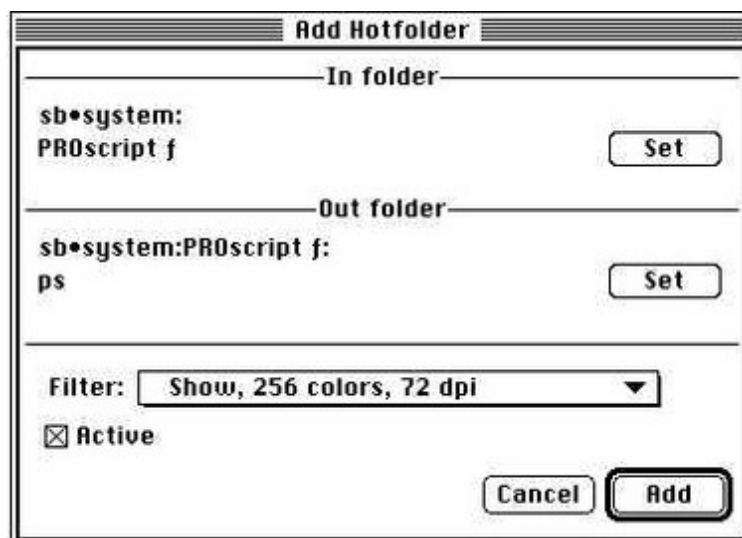 Add Hotfolder
In folder
sb•system:
PROscript ƒ
Set
Out folder
sb•system:PROscript ƒ:
ps
Set
Filter: Show, 256 colors, 72 dpi
Active
Cancel Add